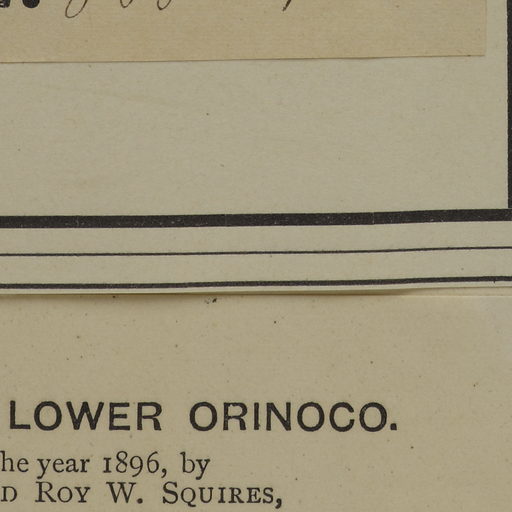 LOWER ORINOCO.
he year 1896, by
D ROY W. SQUIRES,